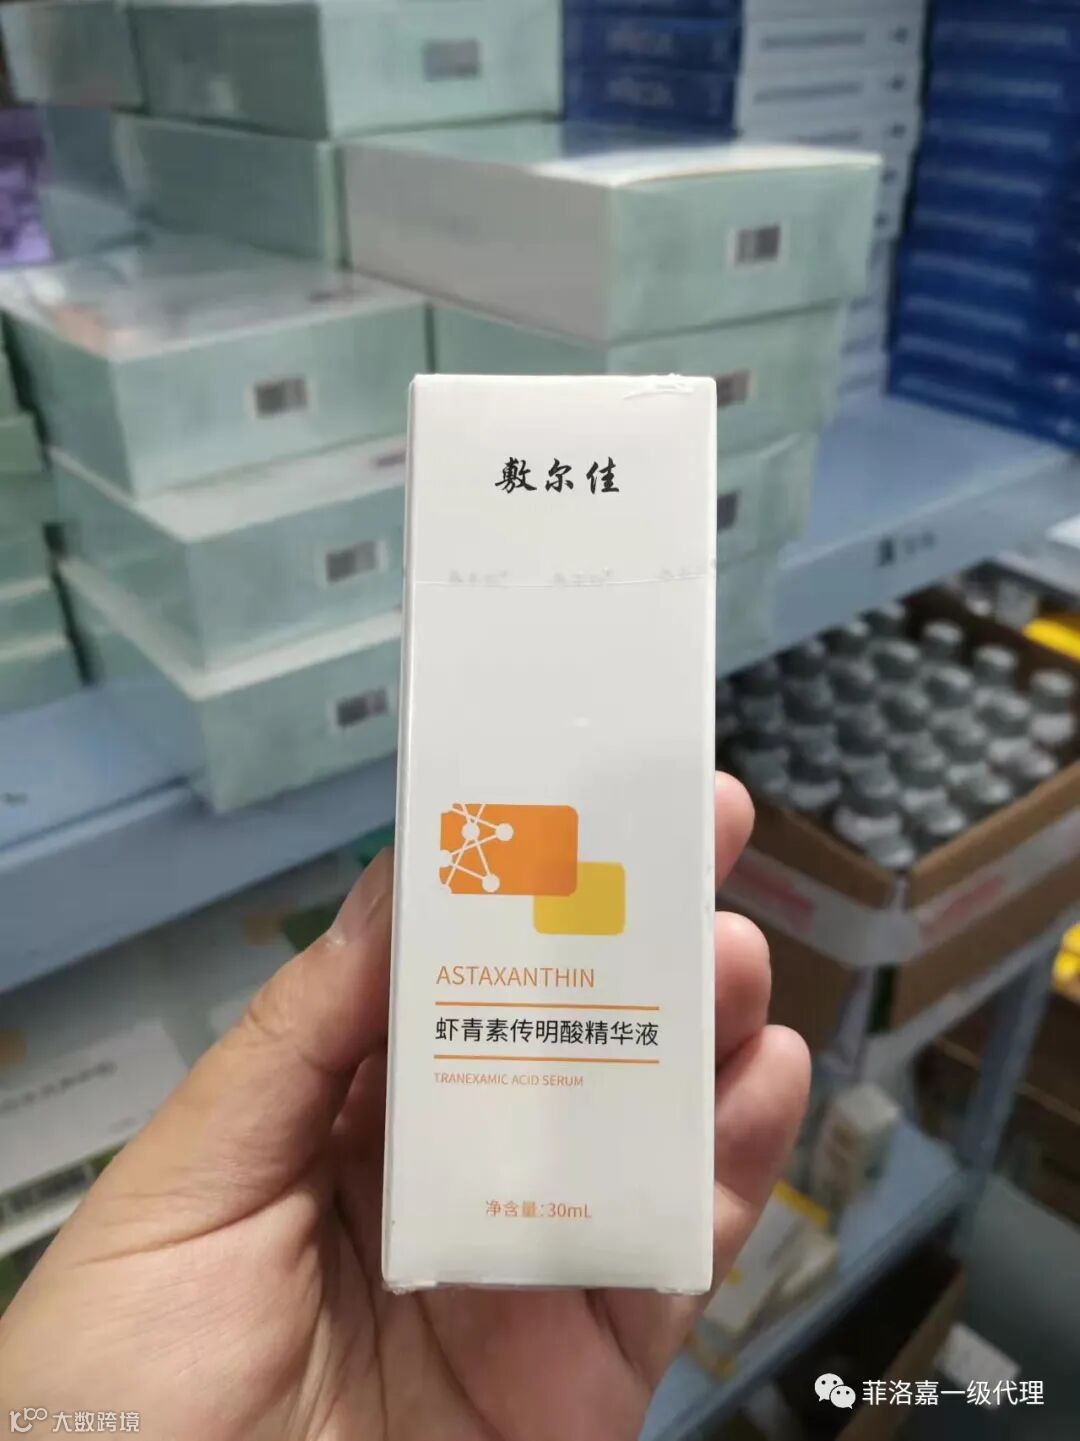 敷尔佳
ASTAXANTHIN
虾青素传明酸精华液
TRANEXAMIC ACID SERUM
净含量:30mL
菲洛嘉一级代理
大数跨境